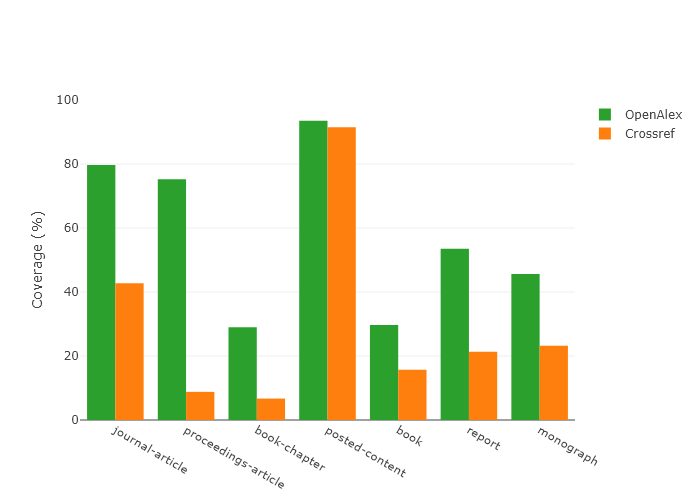 100
80
60
40
20
0
Coverage (%)
journal-article
proceedings-article
book-chapter
posted-content
book
report
monograph
OpenAlex
Crossref